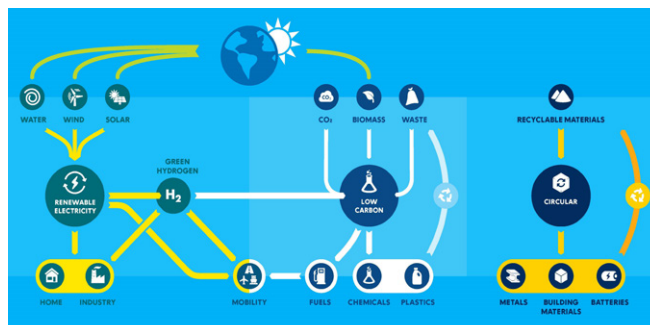 CO₂
WATER
WIND
SOLAR
CO₂
BIOMASS
WASTE
RECYCLABLE MATERIALS
GREEN
HYDROGEN
H₂
RENEWABLE
ELECTRICITY
LOW
CARBON
CIRCULAR
HOME
INDUSTRY
MOBILITY
FUELS
CHEMICALS
PLASTICS
METALS
BUILDING
MATERIALS
BATTERIES